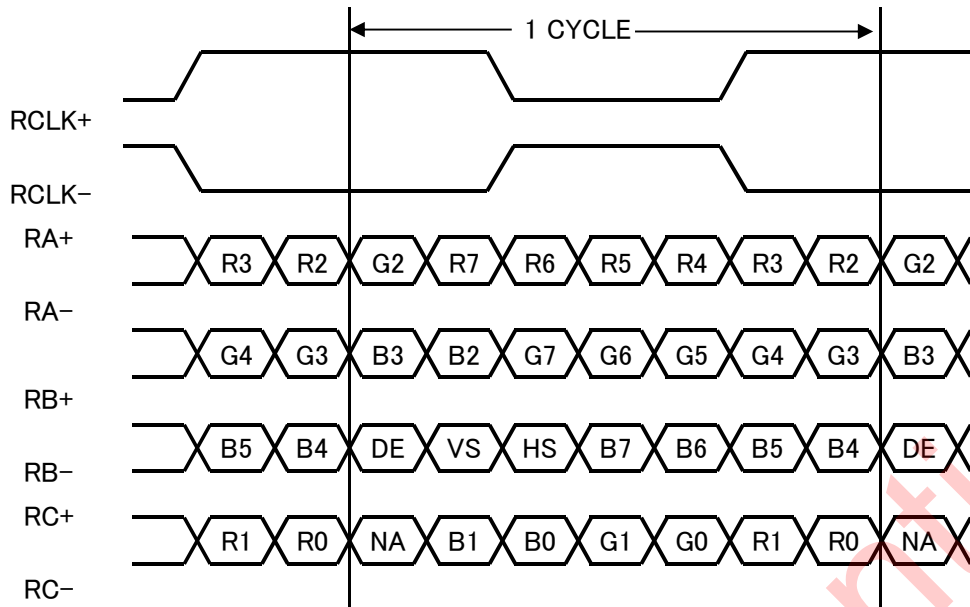 1 CYCLE
RCLK+
RCLK-
RA+
R3 R2 G2 R7 R6 R5 R4 R3 R2 G2
RA-
G4 G3 B3 B2 G7 G6 G5 G4 G3 B3
RB+
B5 B4 DE VS HS B7 B6 B5 B4 DE
RB-
RC+
R1 R0 NA B1 B0 G1 G0 R1 R0 NA
RC-